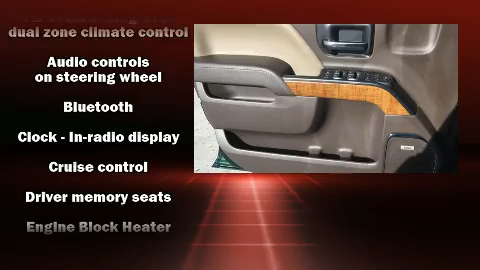 dual zone climate control
Audio controls
on steering wheel
Bluetooth
Clock - In-radio display
Cruise control
Driver memory seats
Engine Block Heater